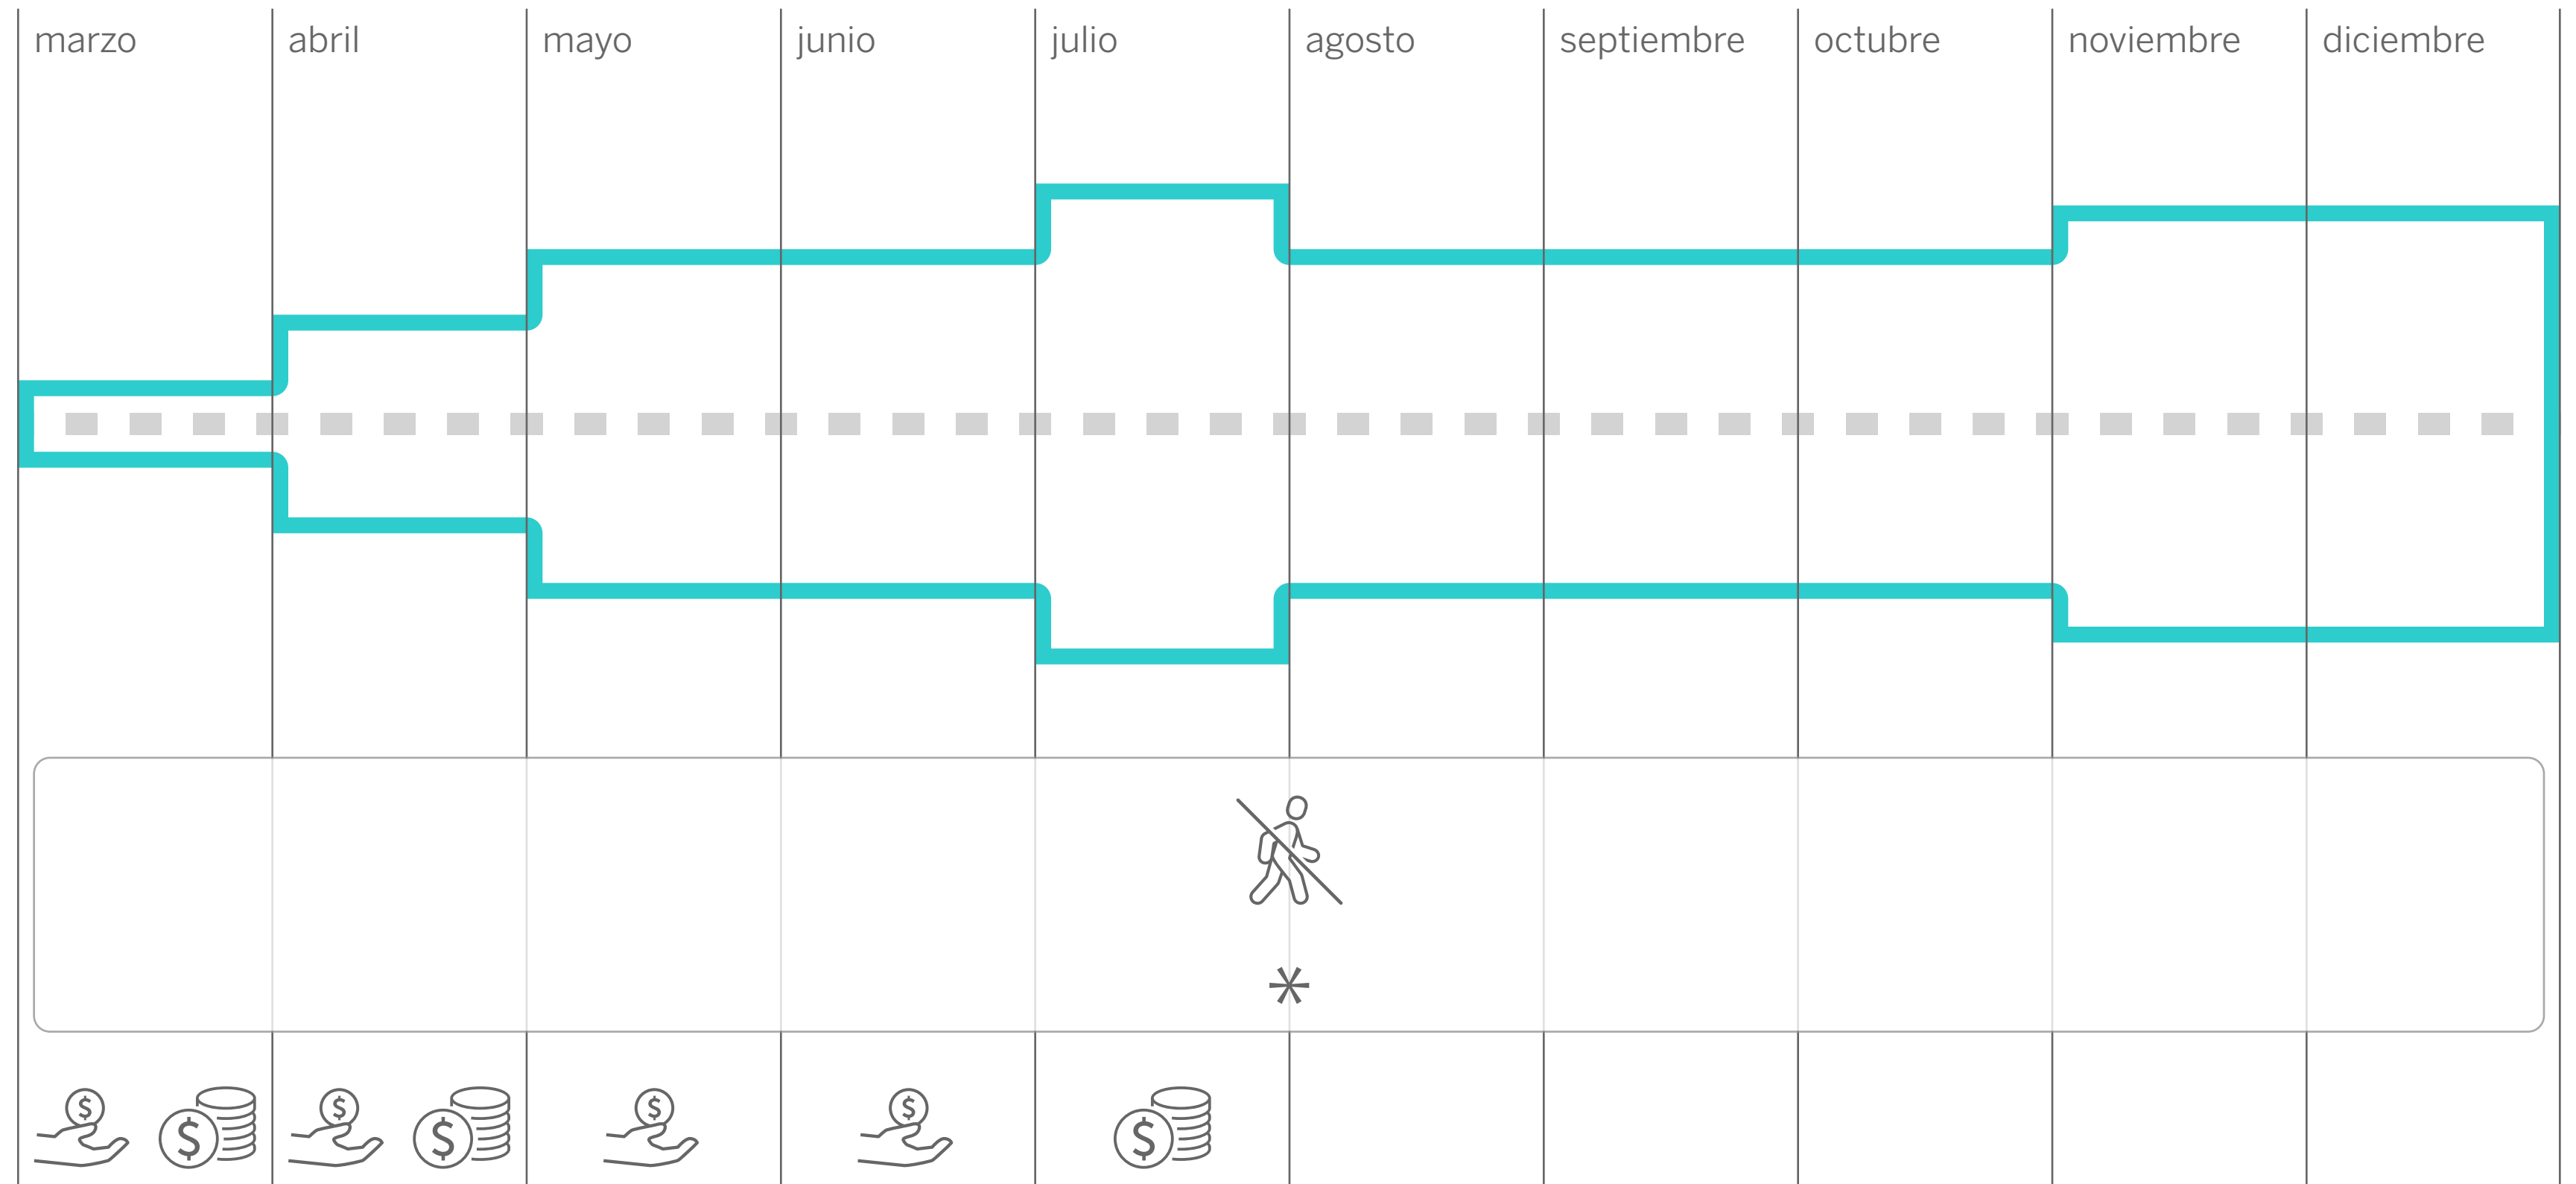 marzo abril mayo junio julio agosto septiembre octubre noviembre diciembre
*
$ $ $ $ $ $ $